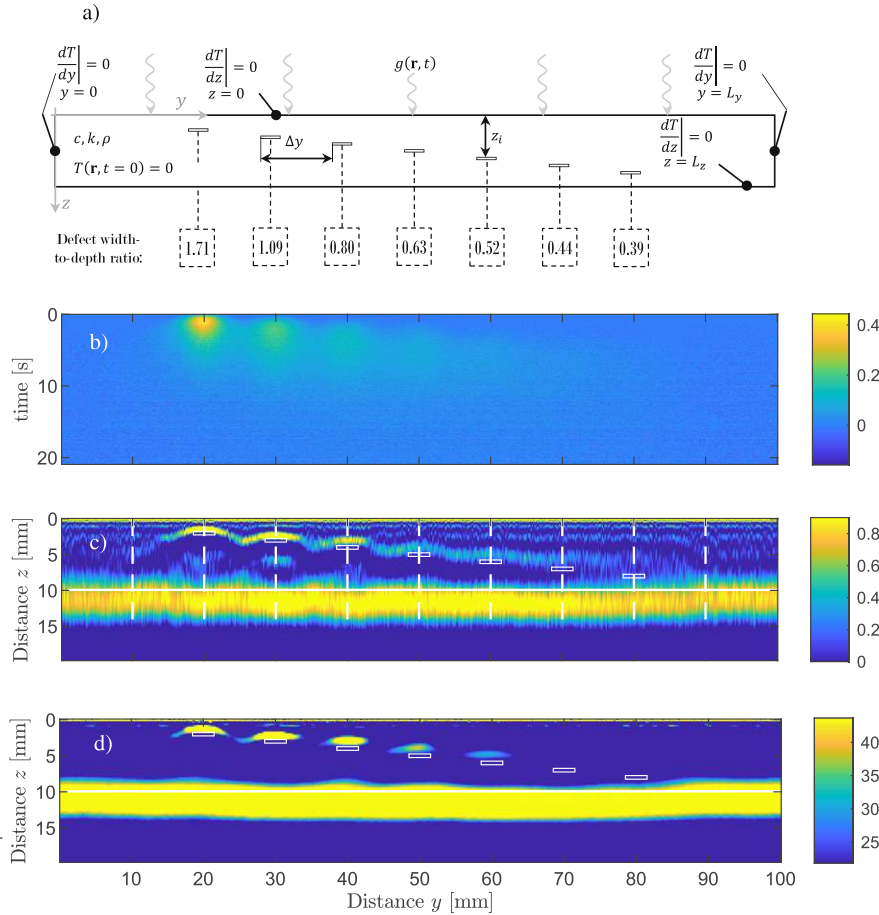 a)
dT/dy| = 0
y = 0
dT/dz| = 0
z = 0
g(r, t)
dT/dy| = 0
y = L_y
y
c, k, ρ
T(r, t = 0) = 0
Δy
z_i
dT/dz| = 0
z = L_z
z
Defect width-
to-depth ratio:
1.71 1.09 0.80 0.63 0.52 0.44 0.39
b)
time [s]
0
10
20
0.4
0.2
0
c)
Distance z [mm]
0
5
10
15
0.8
0.6
0.4
0.2
0
d)
Distance z [mm]
0
5
10
15
40
35
30
25
10 20 30 40 50 60 70 80 90 100
Distance y [mm]